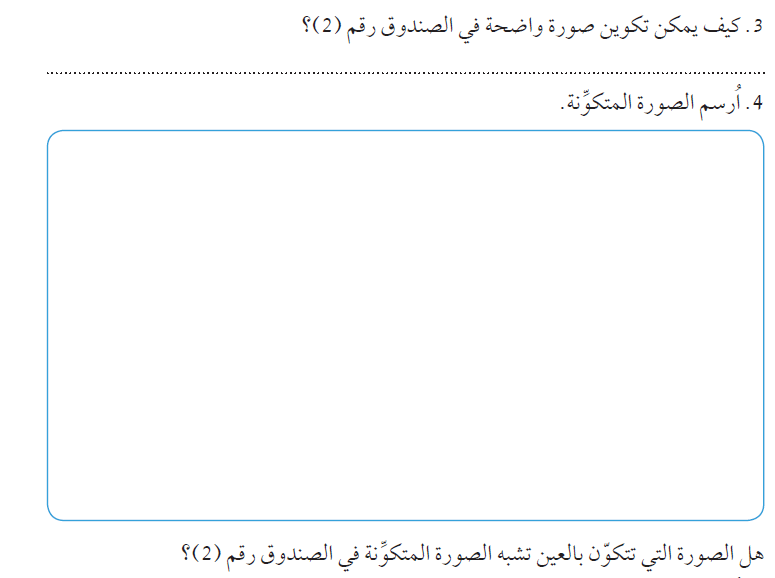 3. كيف يمكن تكوين صورة واضحة في الصندوق رقم (2)؟
4. اُرسم الصورة المتكوِّنة.
هل الصورة التي تتكوّن بالعين تشبه الصورة المتكوِّنة في الصندوق رقم (2)؟